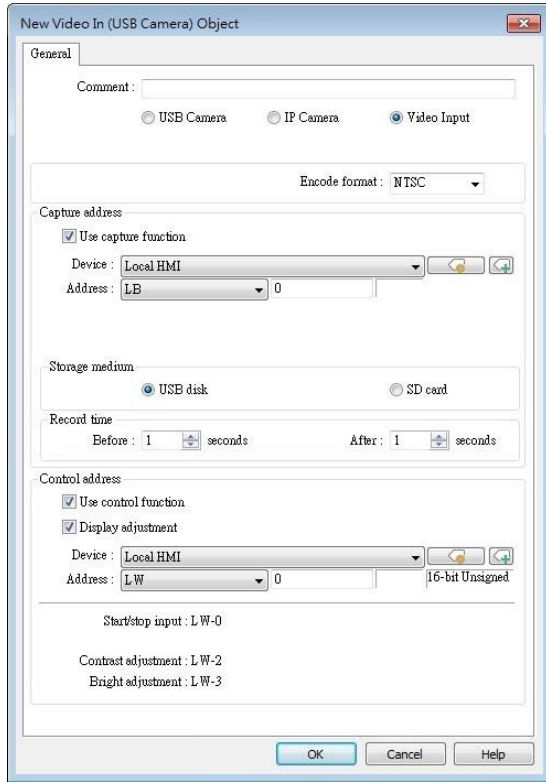 New Video In (USB Camera) Object
General
Comment :
USB Camera IP Camera Video Input
Encode format : NTSC
Capture address
Use capture function
Device : Local HMI
Address : LB 0
Storage medium
USB disk SD card
Record time
Before : 1 seconds After : 1 seconds
Control address
Use control function
Display adjustment
Device : Local HMI
Address : LW 0 16-bit Unsigned
Start/stop input : LW-0
Contrast adjustment : LW-2
Bright adjustment : LW-3
OK Cancel Help